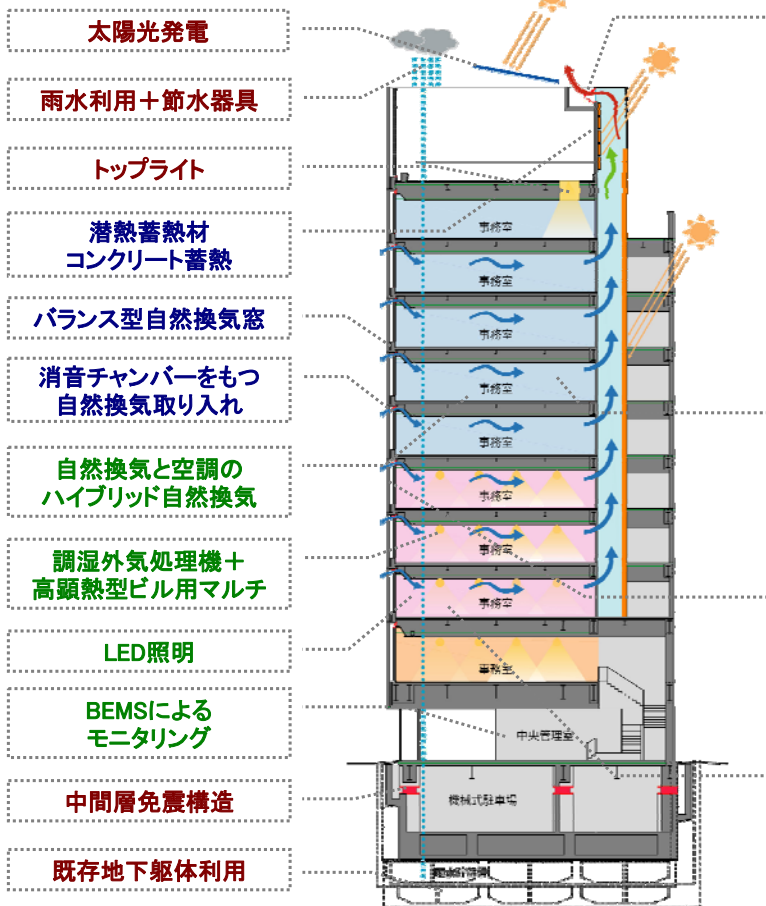 太陽光発電
雨水利用＋節水器具
トップライト
潜熱蓄熱材
コンクリート蓄熱
バランス型自然換気窓
消音チャンバーをもつ
自然換気取り入れ
自然換気と空調の
ハイブリッド自然換気
調湿外気処理機＋
高顕熱型ビル用マルチ
LED照明
BEMSによる
モニタリング
中間層免震構造
既存地下躯体利用
事務室
事務室
事務室
事務室
事務室
事務室
事務室
事務室
事務室
中央管理室
機械式駐車場